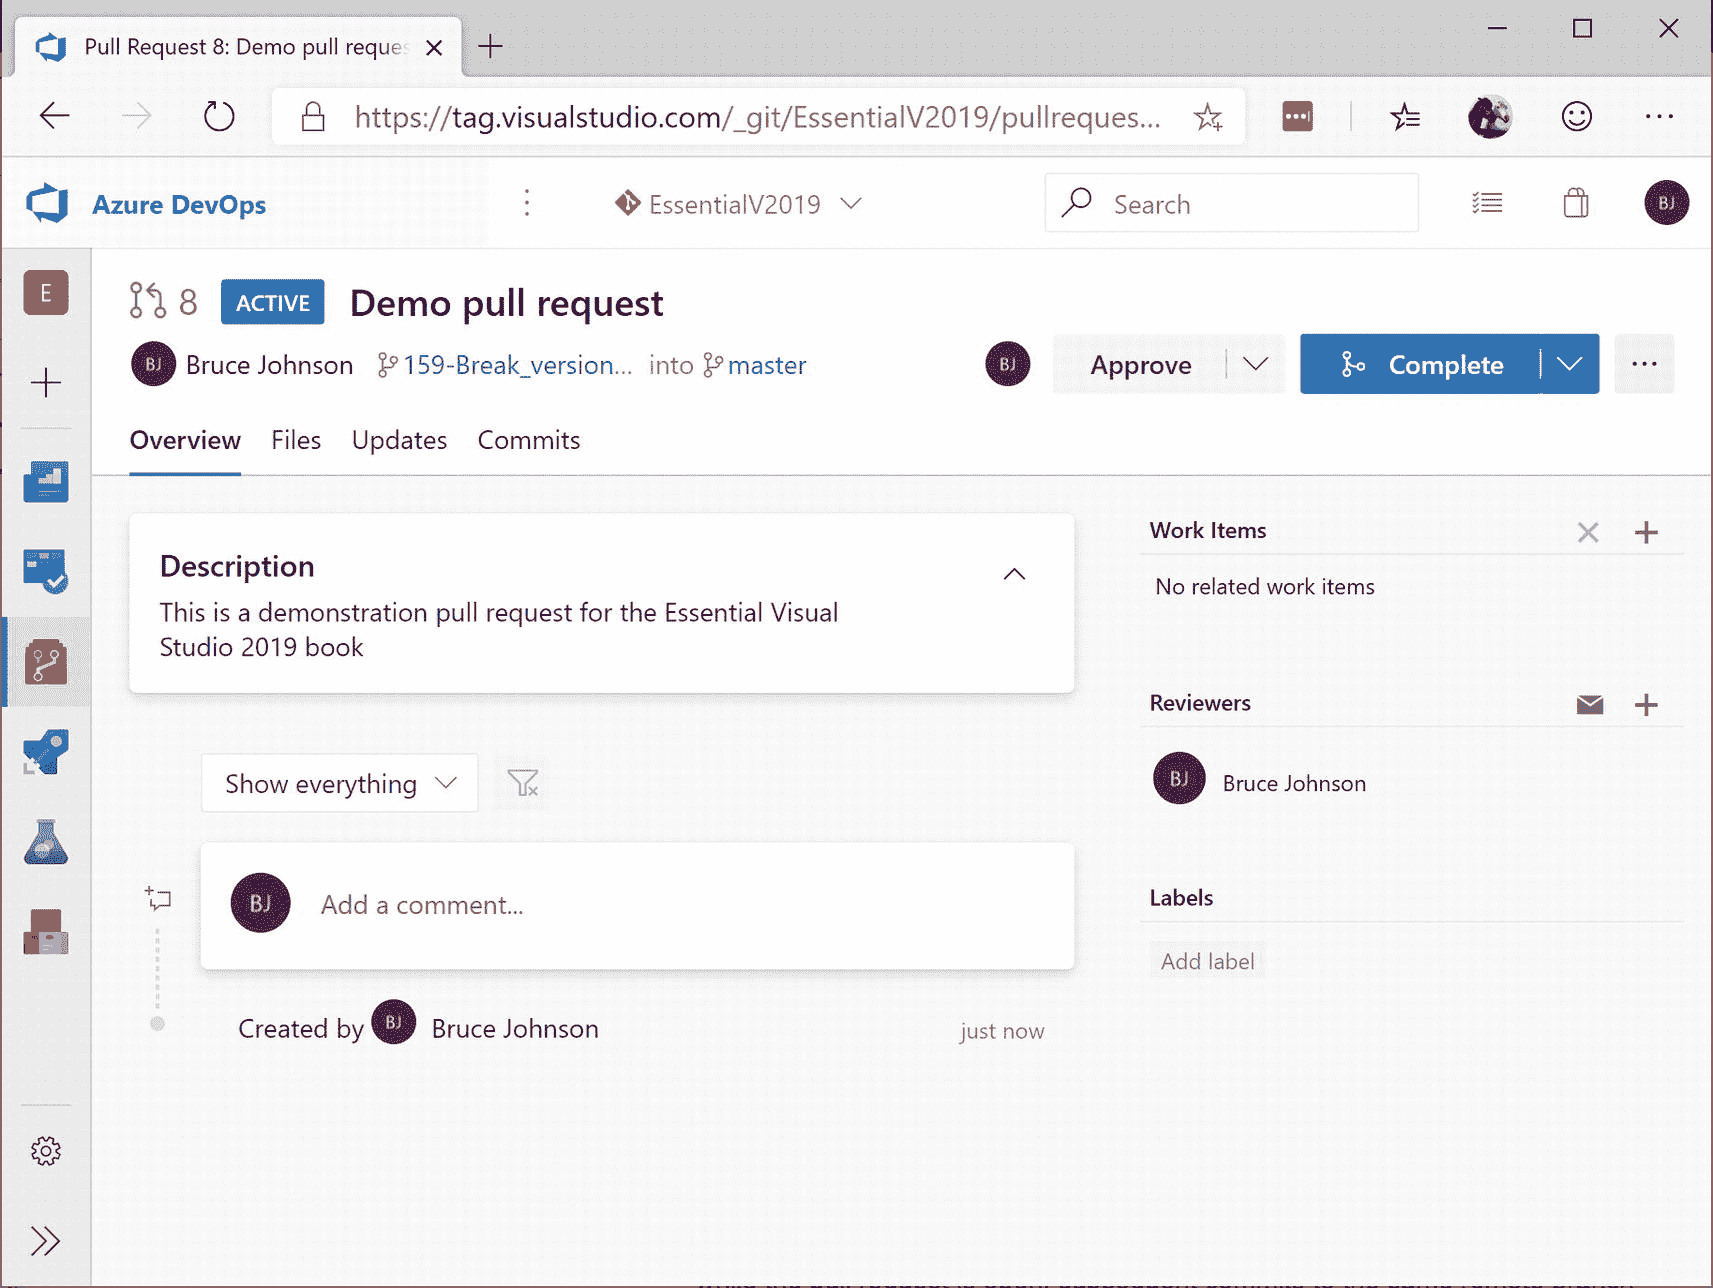 Pull Request 8: Demo pull reques
https://tag.visualstudio.com/_git/EssentialV2019/pullreques...
Azure DevOps
EssentialV2019
Search
BJ
E
8 ACTIVE Demo pull request
BJ Bruce Johnson 159-Break_version... into master
BJ Approve Complete
Overview Files Updates Commits
Description
This is a demonstration pull request for the Essential Visual
Studio 2019 book
Work Items
No related work items
Reviewers
BJ Bruce Johnson
Show everything
BJ Add a comment...
Labels
Add label
Created by BJ Bruce Johnson just now